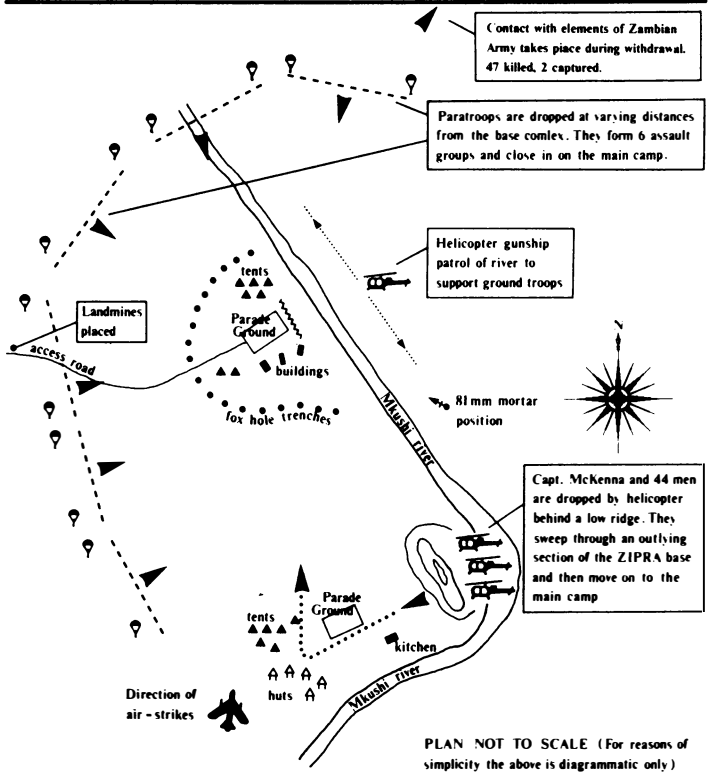 Contact with elements of Zambian
Army takes place during withdrawal.
47 killed, 2 captured.
Paratroops are dropped at varying distances
from the base comlex. They form 6 assault
groups and close in on the main camp.
Helicopter gunship
patrol of river to
support ground troops
tents
Landmines
placed
Parade
Ground
access road
buildings
N
81mm mortar
position
fox hole trenches
Mkushi river
Capt. McKenna and 44 men
are dropped by helicopter
behind a low ridge. They
sweep through an outlying
section of the ZIPRA base
and then move on to the
main camp
Parade
Ground
tents
kitchen
huts
Mkushi river
Direction of
air-strikes
PLAN NOT TO SCALE (For reasons of
simplicity the above is diagrammatic only)